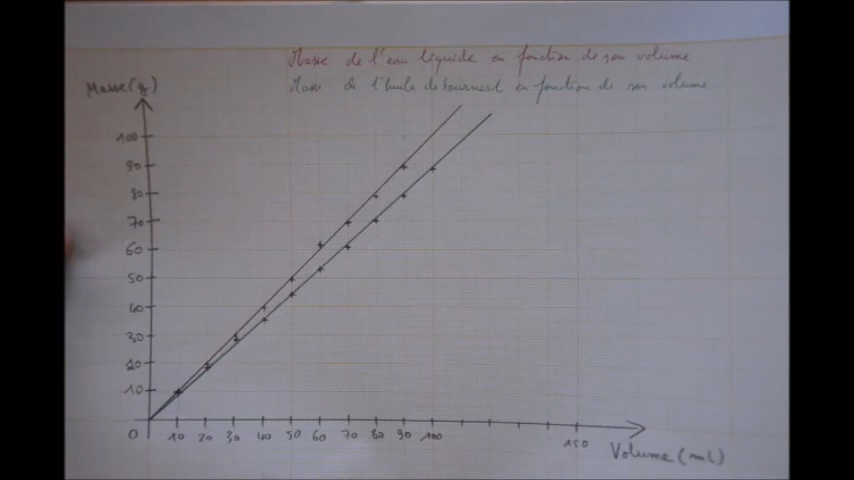 Masse de l'eau liquide en fonction de son volume
Masse de l'huile de tournesol en fonction de son volume
Masse (g)
100
90
80
70
60
50
40
30
20
10
0 10 20 30 40 50 60 70 80 90 100 150
Volume (ml)